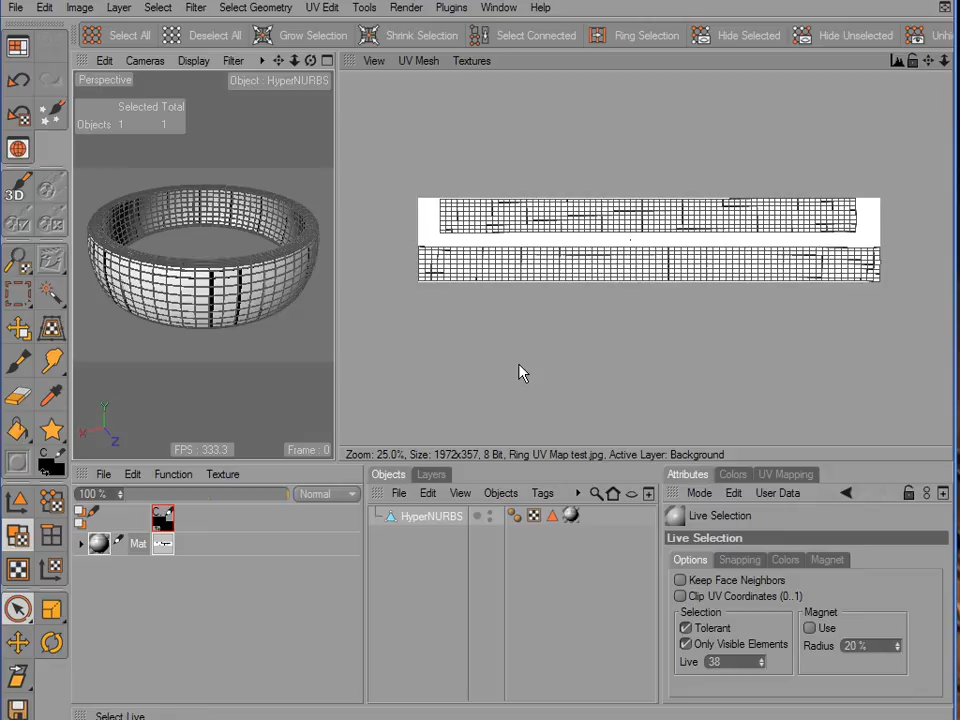 File Edit Image Layer Select Filter Select Geometry UV Edit Tools Render Plugins Window Help
Select All Deselect All Grow Selection Shrink Selection Select Connected Ring Selection Hide Selected Hide Unselected
Edit Cameras Display Filter View UV Mesh Textures
Perspective Object : HyperNURBS
Selected Total
Objects 1 1
3D
Y
X
Z
FPS : 333.3 Frame : 0
Zoom: 25.0%, Size: 1972x357, 8 Bit, Ring UV Map test.jpg, Active Layer: Background
File Edit Function Texture
100 % Normal
C
Mat
Objects Layers
File Edit View Objects Tags
HyperNURBS
Attributes Colors UV Mapping
Mode Edit User Data
Live Selection
Live Selection
Options Snapping Colors Magnet
Keep Face Neighbors
Clip UV Coordinates (0..1)
Selection Magnet
Tolerant Use
Only Visible Elements Radius 20 %
Live 38
Select Live